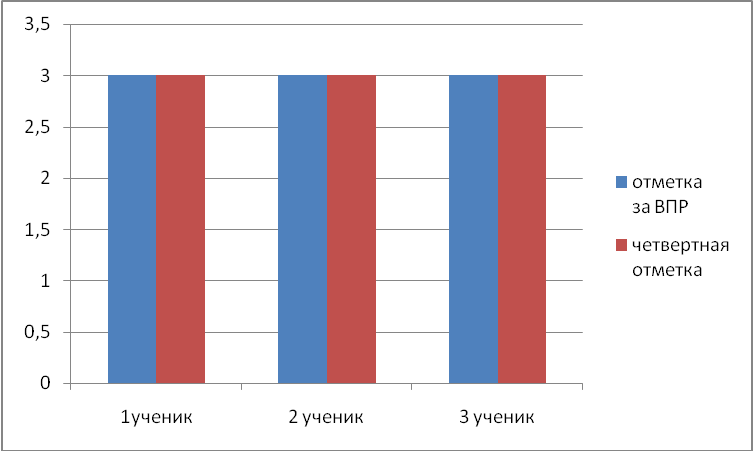 3,5
3
2,5
2
1,5
1
0,5
0
1ученик
2 ученик
3 ученик
отметка
за ВПР
четвертная
отметка